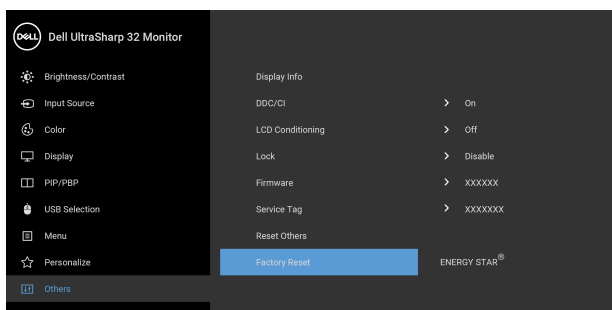 DELL Dell UltraSharp 32 Monitor
Brightness/Contrast Display Info
Input Source DDC/CI > On
Color LCD Conditioning > Off
Display Lock > Disable
PIP/PBP Firmware > XXXXXX
USB Selection Service Tag > XXXXXXX
Menu Reset Others
Personalize Factory Reset ENERGY STAR®
Others